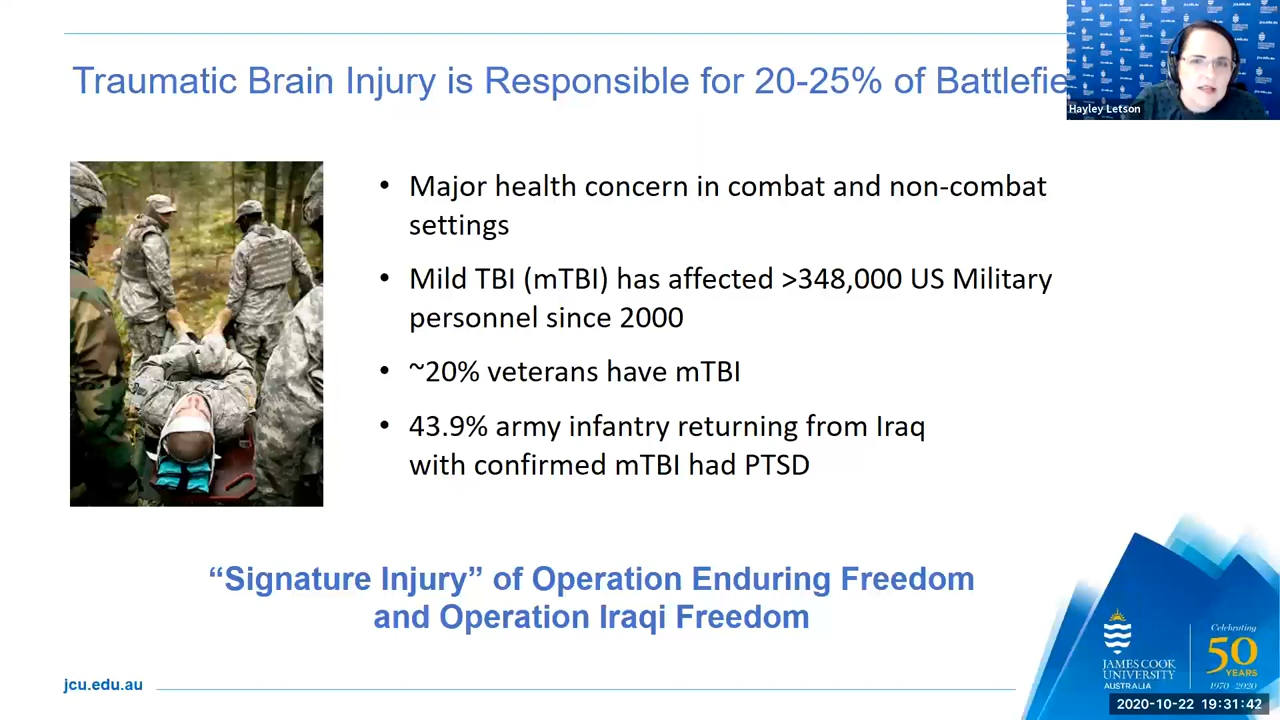 Traumatic Brain Injury is Responsible for 20-25% of
Hayley Letson
• Major health concern in combat and non-combat
settings
• Mild TBI (mTBI) has affected >348,000 US Military
personnel since 2000
• ~20% veterans have mTBI
• 43.9% army infantry returning from Iraq
with confirmed mTBI had PTSD
“Signature Injury” of Operation Enduring Freedom
and Operation Iraqi Freedom
jcu.edu.au
JAMES COOK
UNIVERSITY
AUSTRALIA
Celebrating
50
YEARS
1970–2020
2020-10-22 19:31:42